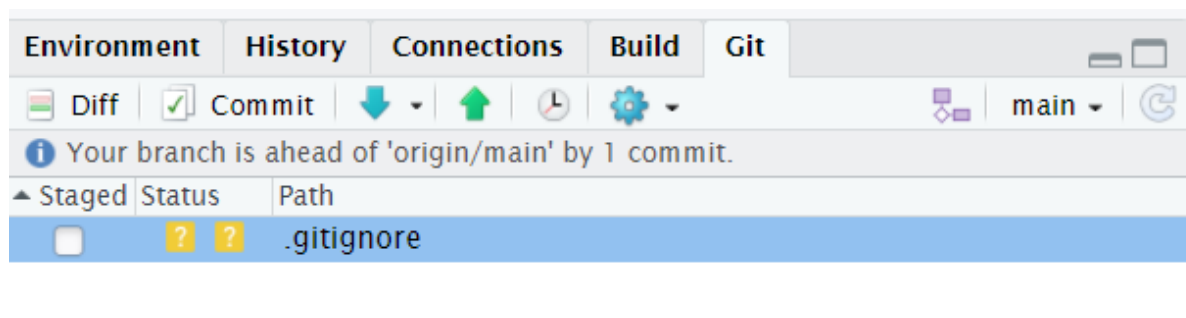 Environment History Connections Build Git
Diff Commit main
Your branch is ahead of 'origin/main' by 1 commit.
Staged Status Path
? ? .gitignore